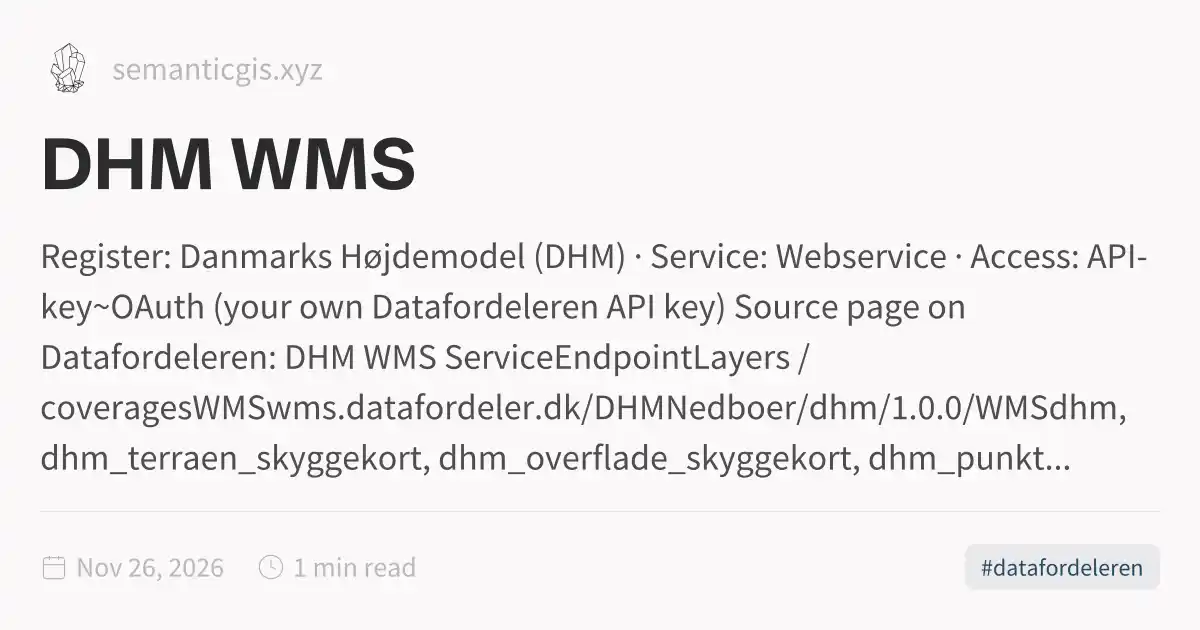 semanticgis.xyz
DHM WMS
Register: Danmarks Højdemodel (DHM) · Service: Webservice · Access: API-
key~OAuth (your own Datafordeleren API key) Source page on
Datafordeleren: DHM WMS ServiceEndpointLayers /
coveragesWMSwms.datafordeler.dk/DHMNedboer/dhm/1.0.0/WMSdhm,
dhm_terraen_skyggekort, dhm_overflade_skyggekort, dhm_punkt...
Nov 26, 2026 1 min read
#datafordeleren